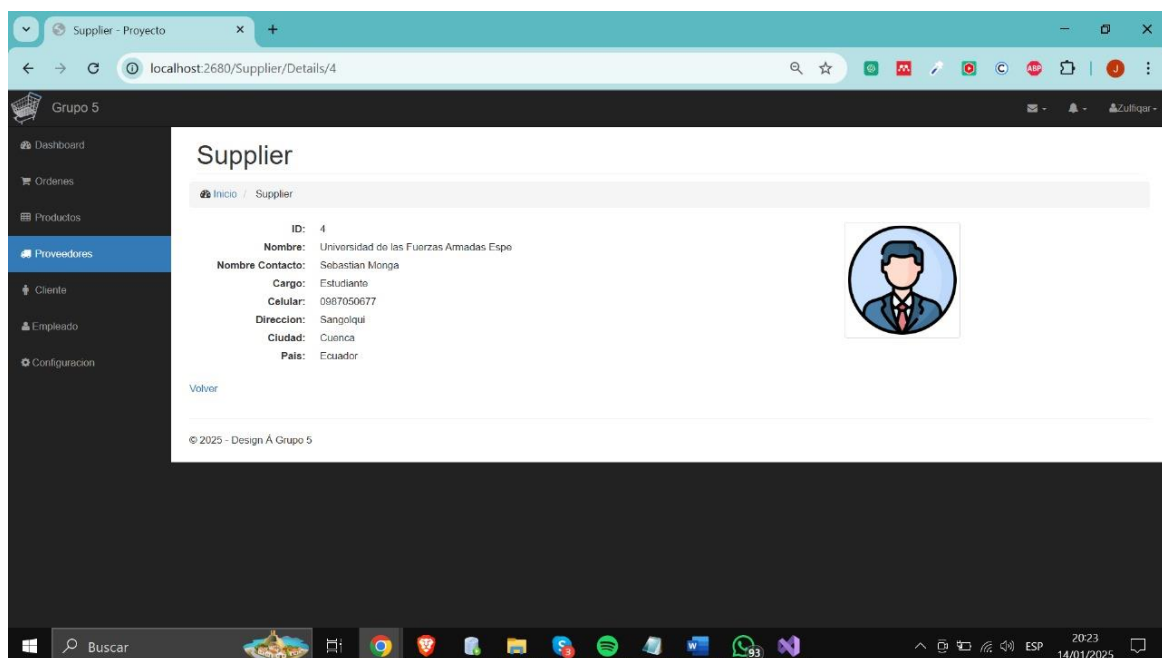 Supplier - Proyecto
localhost:2680/Supplier/Details/4
ABP
J
Grupo 5
Zulfiqar
Dashboard
Ordenes
Productos
Proveedores
Cliente
Empleado
Configuracion
Supplier
Inicio / Supplier
ID: 4
Nombre: Universidad de las Fuerzas Armadas Espe
Nombre Contacto: Sebastian Monga
Cargo: Estudiante
Celular: 0987050677
Direccion: Sangolqui
Ciudad: Cuenca
Pais: Ecuador
Volver
© 2025 - Design Á Grupo 5
Buscar
93
ESP
20:23
14/01/2025